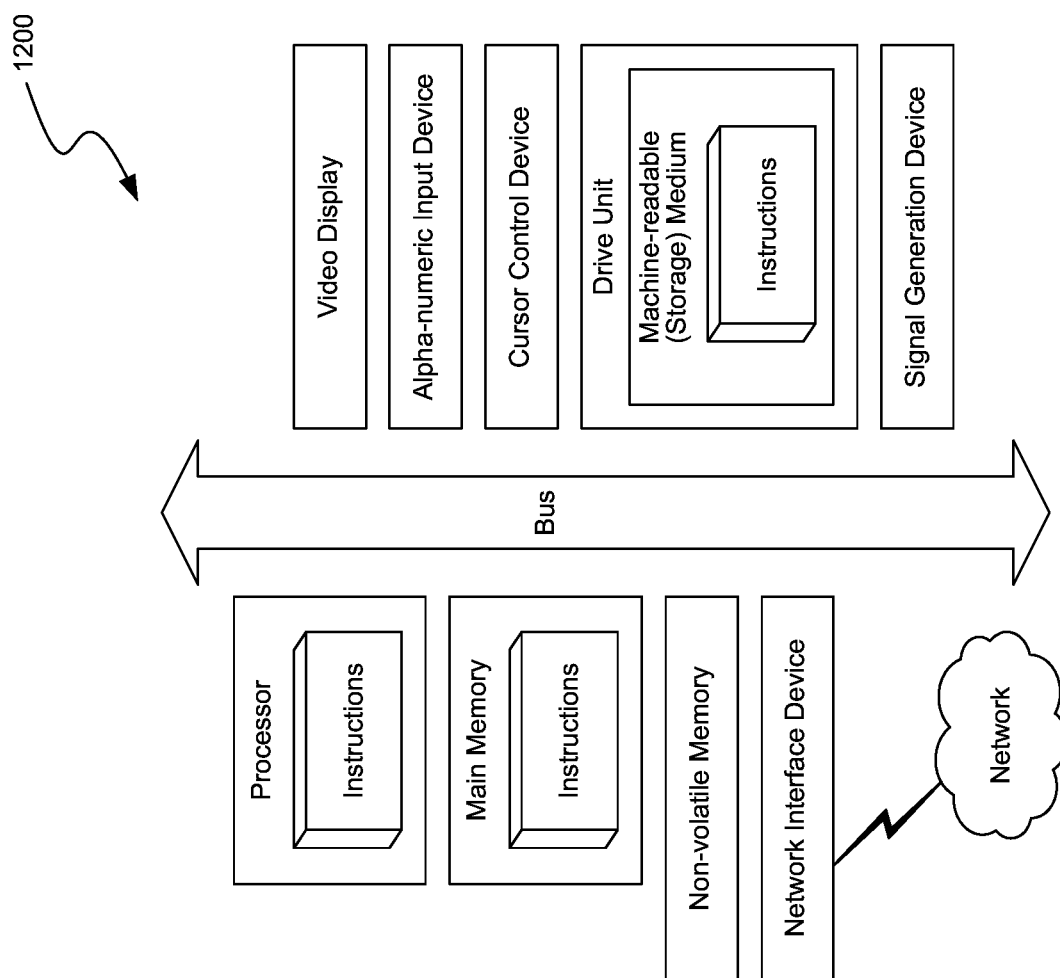 1200
Processor
Instructions
Main Memory
Instructions
Non-volatile Memory
Network Interface Device
Network
Bus
Video Display
Alpha-numeric Input Device
Cursor Control Device
Drive Unit
Machine-readable
(Storage) Medium
Instructions
Signal Generation Device